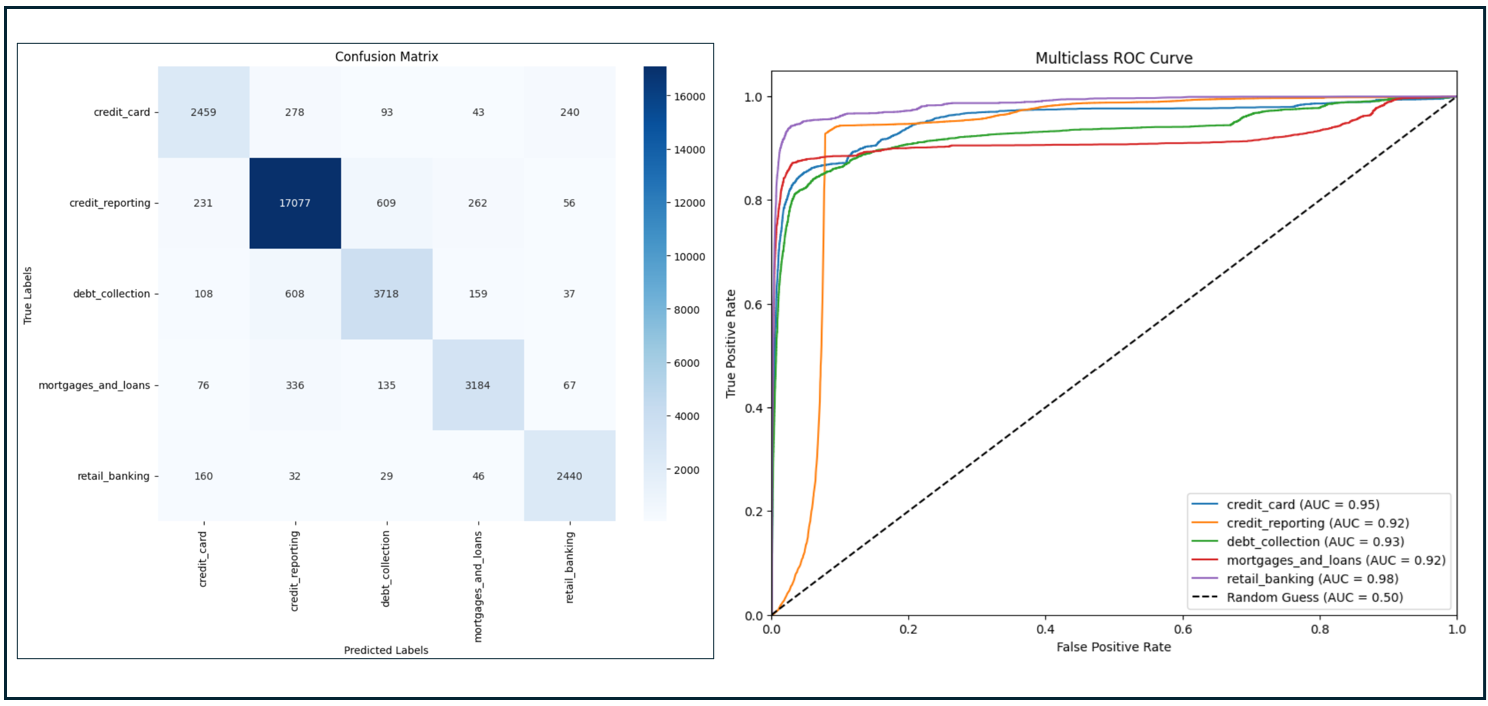 Confusion Matrix
True Labels
credit_card
2459 278 93 43 240
credit_reporting
231 17077 609 262 56
debt_collection
108 608 3718 159 37
mortgages_and_loans
76 336 135 3184 67
retail_banking
160 32 29 46 2440
credit_card
credit_reporting
debt_collection
mortgages_and_loans
retail_banking
Predicted Labels
16000
14000
12000
10000
8000
6000
4000
2000
Multiclass ROC Curve
True Positive Rate
1.0
0.8
0.6
0.4
0.2
0.0
0.0 0.2 0.4 0.6 0.8 1.0
False Positive Rate
credit_card (AUC = 0.95)
credit_reporting (AUC = 0.92)
debt_collection (AUC = 0.93)
mortgages_and_loans (AUC = 0.92)
retail_banking (AUC = 0.98)
Random Guess (AUC = 0.50)